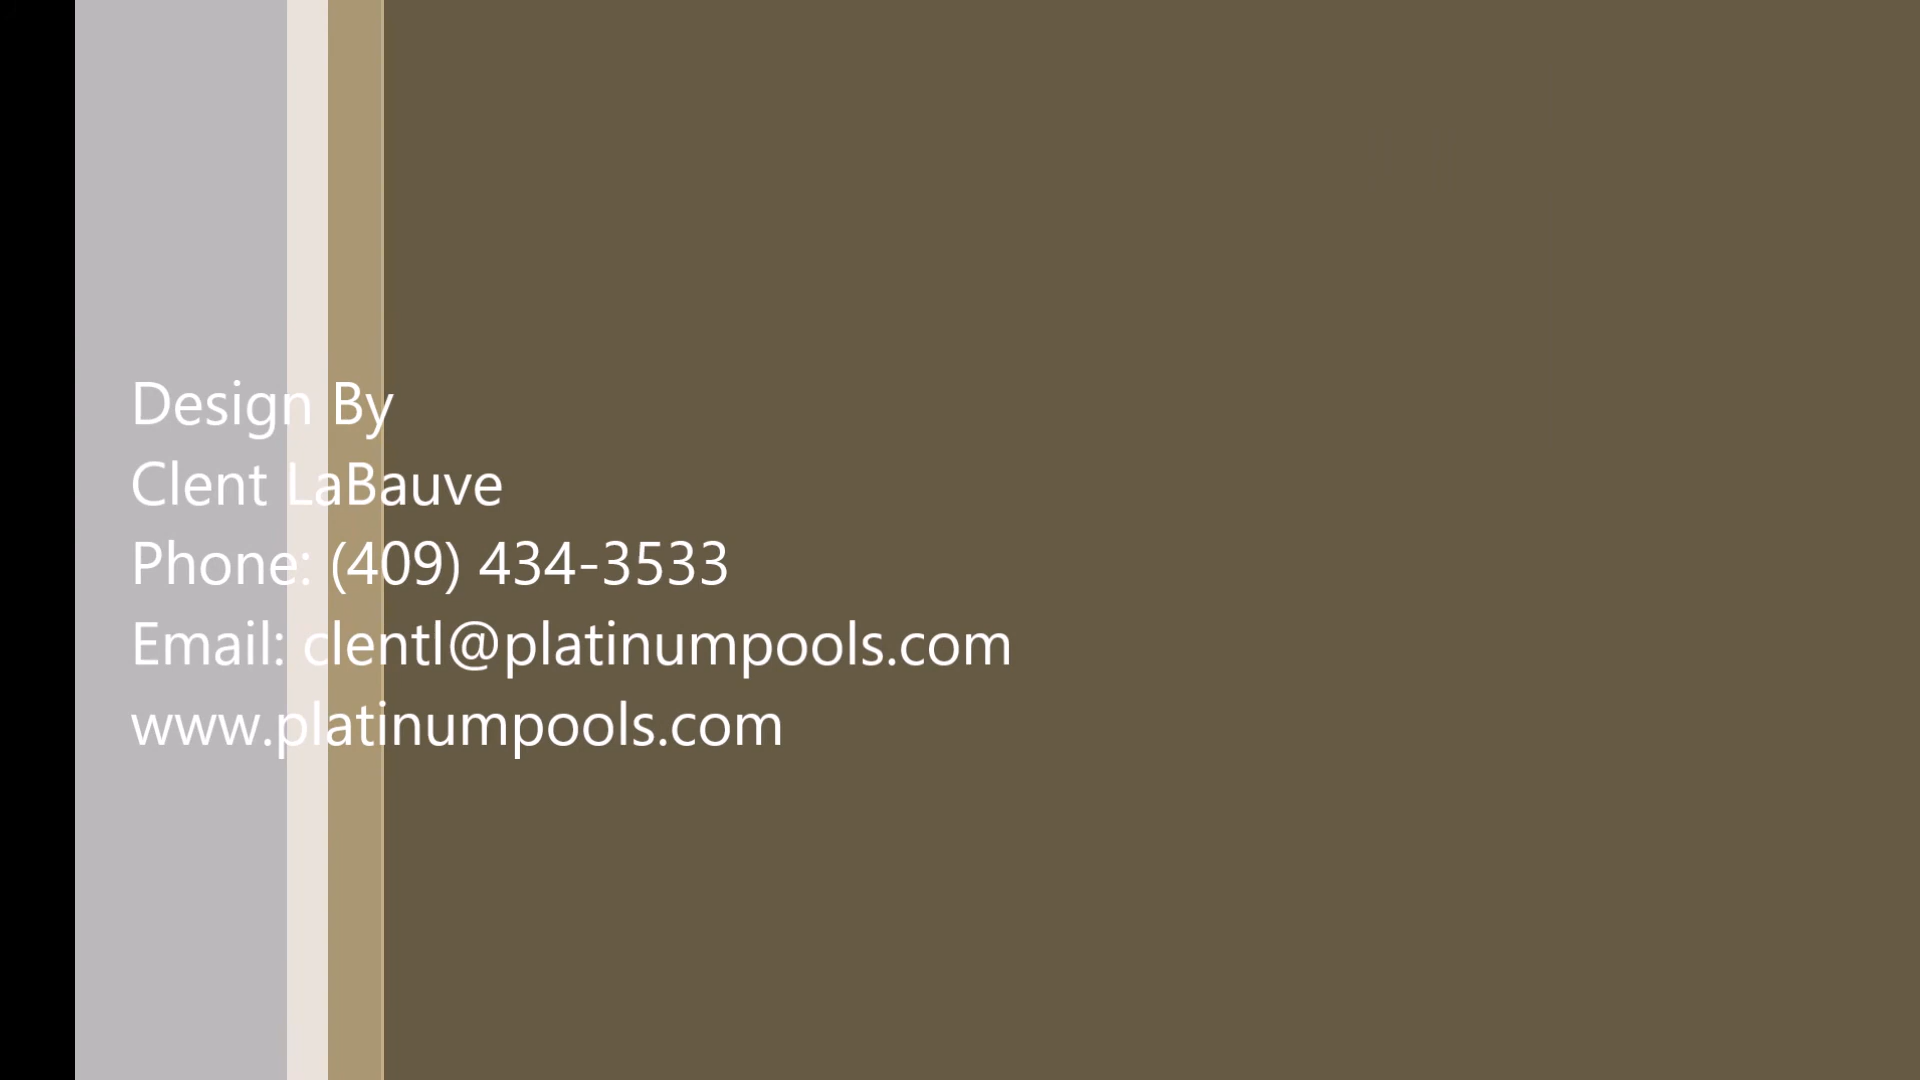 Design By
Clent LaBauve
Phone: (409) 434-3533
Email: clentl@platinumpools.com
www.platinumpools.com